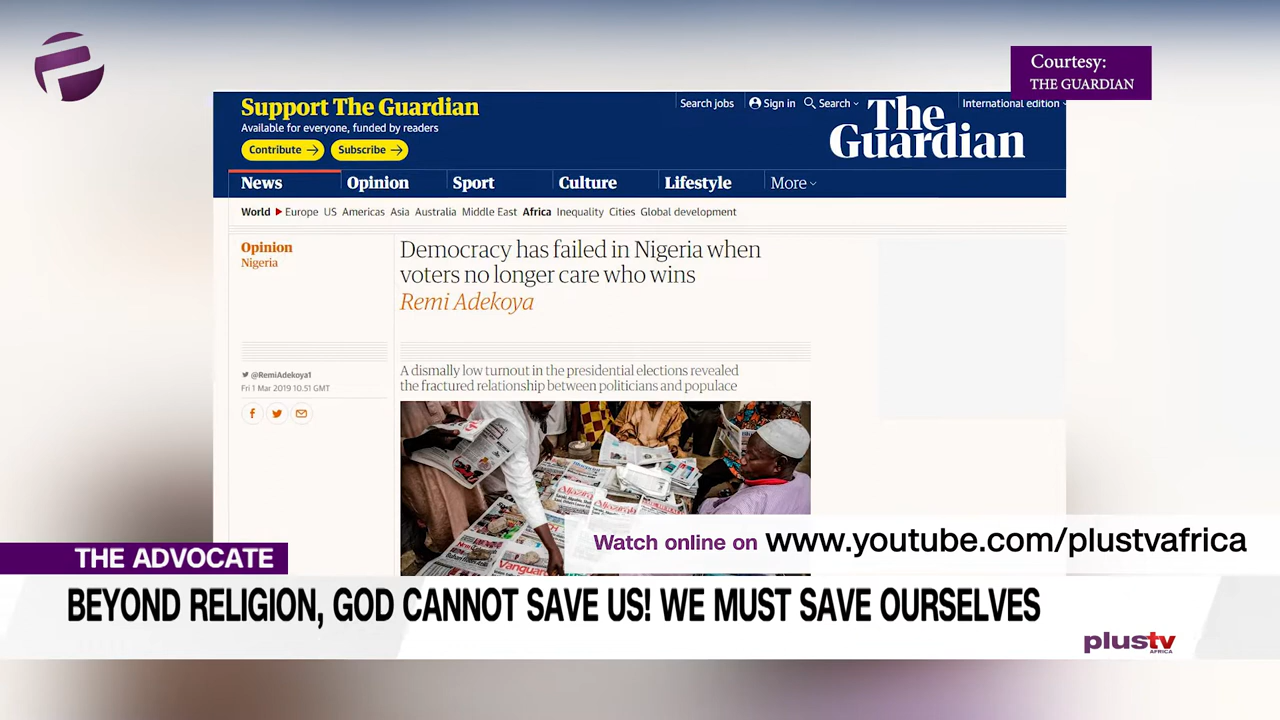 Courtesy:
THE GUARDIAN
Support The Guardian
Available for everyone, funded by readers
Contribute
Subscribe
Search jobs
Sign in
Search
International edition
The
Guardian
News
Opinion
Sport
Culture
Lifestyle
More
World Europe US Americas Asia Australia Middle East Africa Inequality Cities Global development
Opinion
Nigeria
Democracy has failed in Nigeria when
voters no longer care who wins
Remi Adekoya
@RemiAdekoya1
Fri 1 Mar 2019 10.51 GMT
A dismally low turnout in the presidential elections revealed
the fractured relationship between politicians and populace
Vanguard
Watch online on www.youtube.com/plustvafrica
THE ADVOCATE
BEYOND RELIGION, GOD CANNOT SAVE US! WE MUST SAVE OURSELVES
plustv
AFRICA